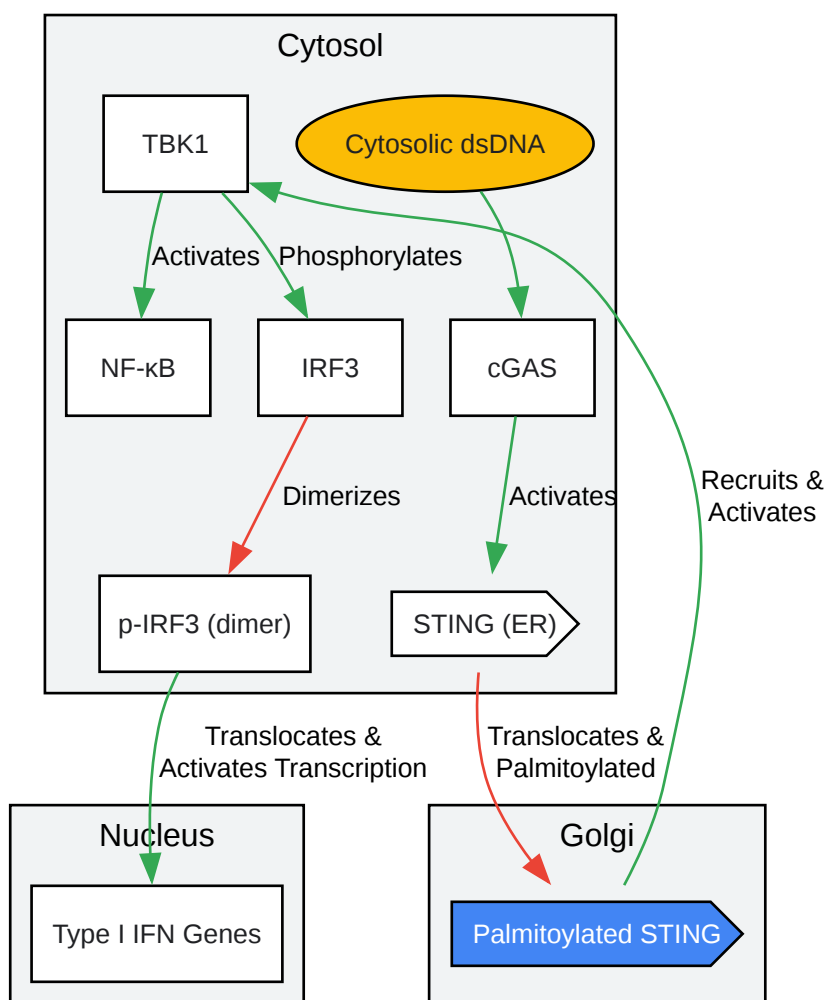 Cytosol
TBK1
Cytosolic dsDNA
Activates
Phosphorylates
NF-κB
IRF3
cGAS
Dimerizes
Activates
Recruits &
Activates
p-IRF3 (dimer)
STING (ER)
Translocates &
Activates Transcription
Translocates &
Palmitoylated
Nucleus
Golgi
Type I IFN Genes
Palmitoylated STING